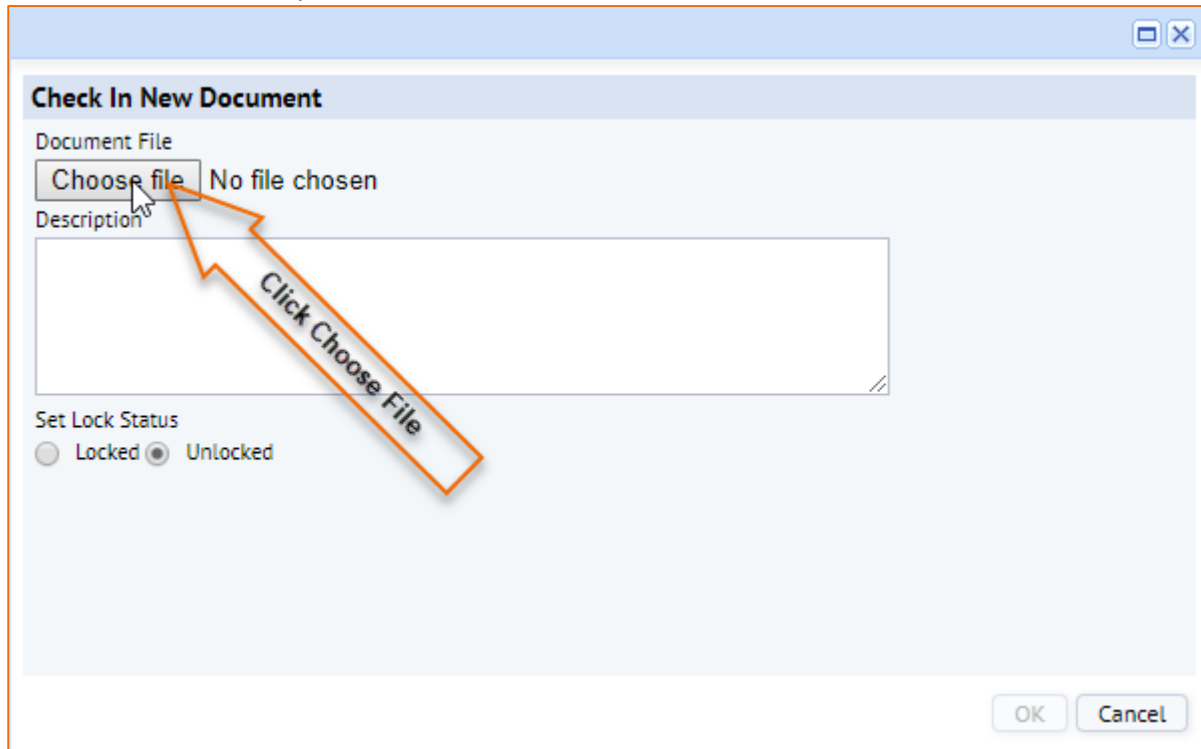 Check In New Document
Document File
Choose file No file chosen
Description
Click Choose File
Set Lock Status
Locked Unlocked
OK Cancel